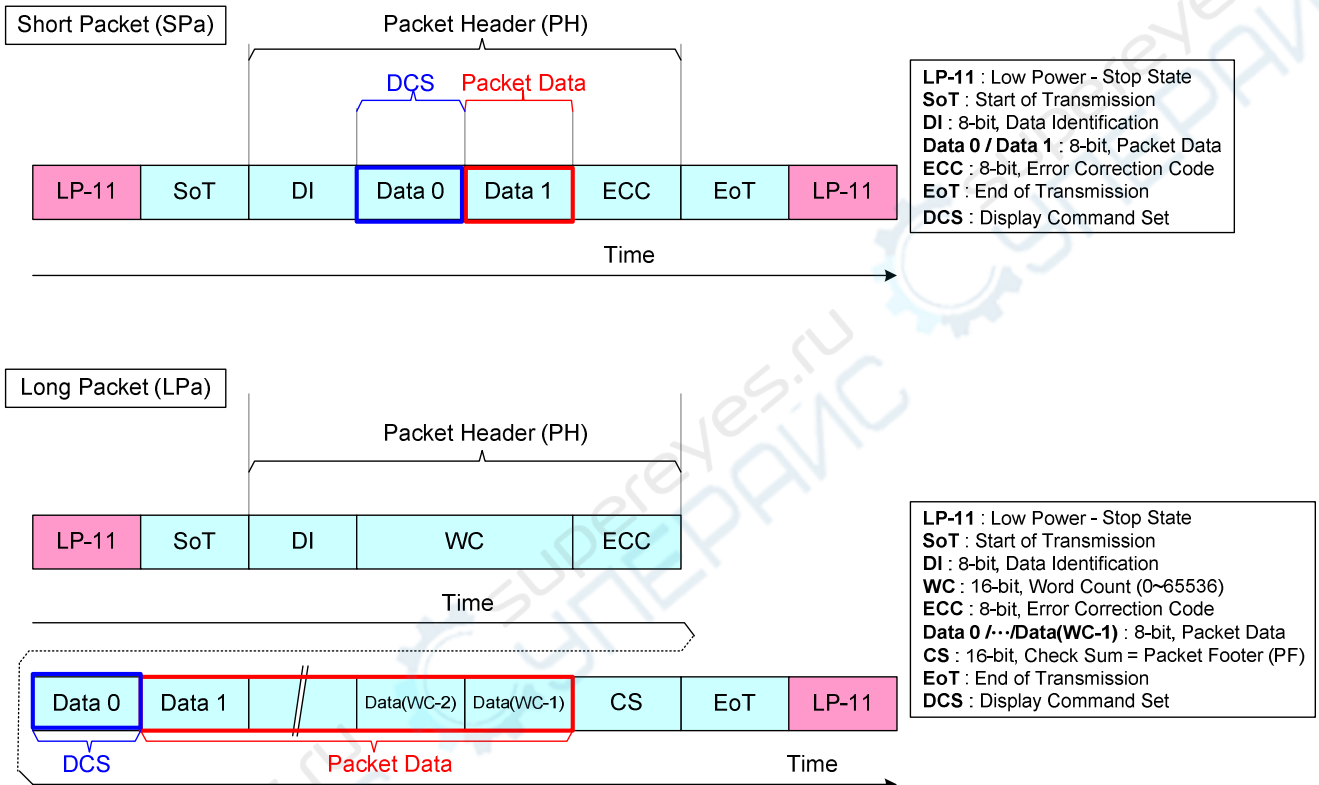 Short Packet (SPa)
Packet Header (PH)
DCS
Packet Data
LP-11
SoT
DI
Data 0
Data 1
ECC
EoT
LP-11
Time
LP-11 : Low Power - Stop State
SoT : Start of Transmission
DI : 8-bit, Data Identification
Data 0 / Data 1 : 8-bit, Packet Data
ECC : 8-bit, Error Correction Code
EoT : End of Transmission
DCS : Display Command Set
Long Packet (LPa)
Packet Header (PH)
LP-11
SoT
DI
WC
ECC
Time
Data 0
Data 1
Data(WC-2)
Data(WC-1)
CS
EoT
LP-11
DCS
Packet Data
Time
LP-11 : Low Power - Stop State
SoT : Start of Transmission
DI : 8-bit, Data Identification
WC : 16-bit, Word Count (0~65536)
ECC : 8-bit, Error Correction Code
Data 0 /···/Data(WC-1) : 8-bit, Packet Data
CS : 16-bit, Check Sum = Packet Footer (PF)
EoT : End of Transmission
DCS : Display Command Set
supereyes.ru
СУПЕРАЙС